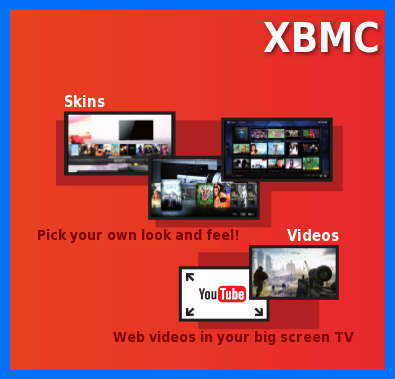 XBMC
Skins
Pick your own look and feel!
Videos
YouTube
Web videos in your big screen TV